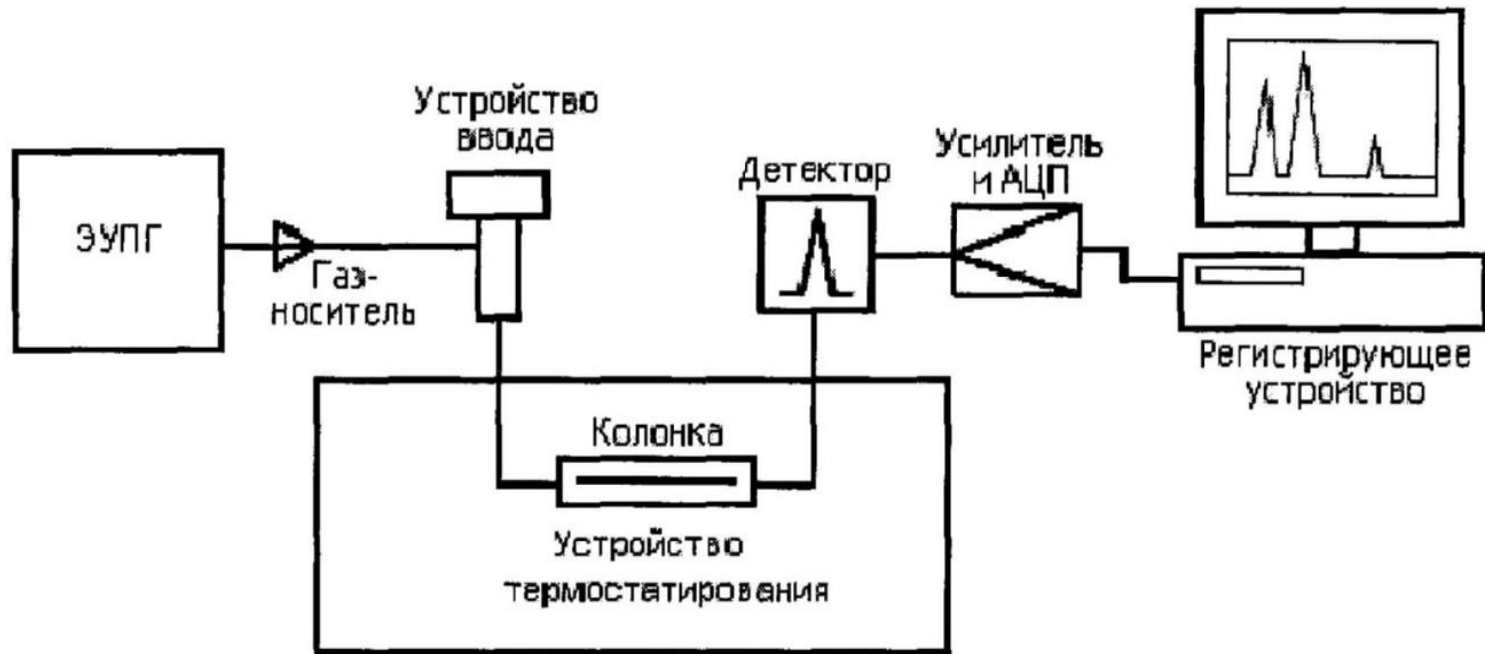 Устройство
ввода
ЭУПГ
Газ-
носитель
Детектор
Усилитель
и АЦП
Регистрирующее
устройство
Колонка
Устройство
термостатирования